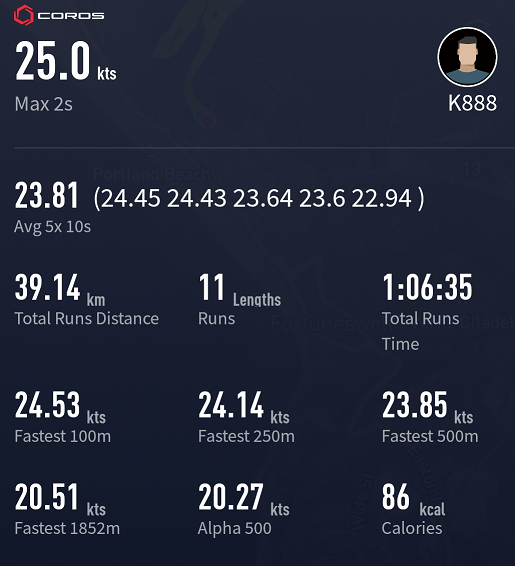 COROS
25.0 kts
Max 2s
K888
Portland Beach
23.81 (24.45 24.43 23.64 23.6 22.94 )
Avg 5x 10s
39.14 km
Total Runs Distance
11 Lengths
Runs
1:06:35
Total Runs
Time
24.53 kts
Fastest 100m
24.14 kts
Fastest 250m
23.85 kts
Fastest 500m
20.51 kts
Fastest 1852m
20.27 kts
Alpha 500
86 kcal
Calories